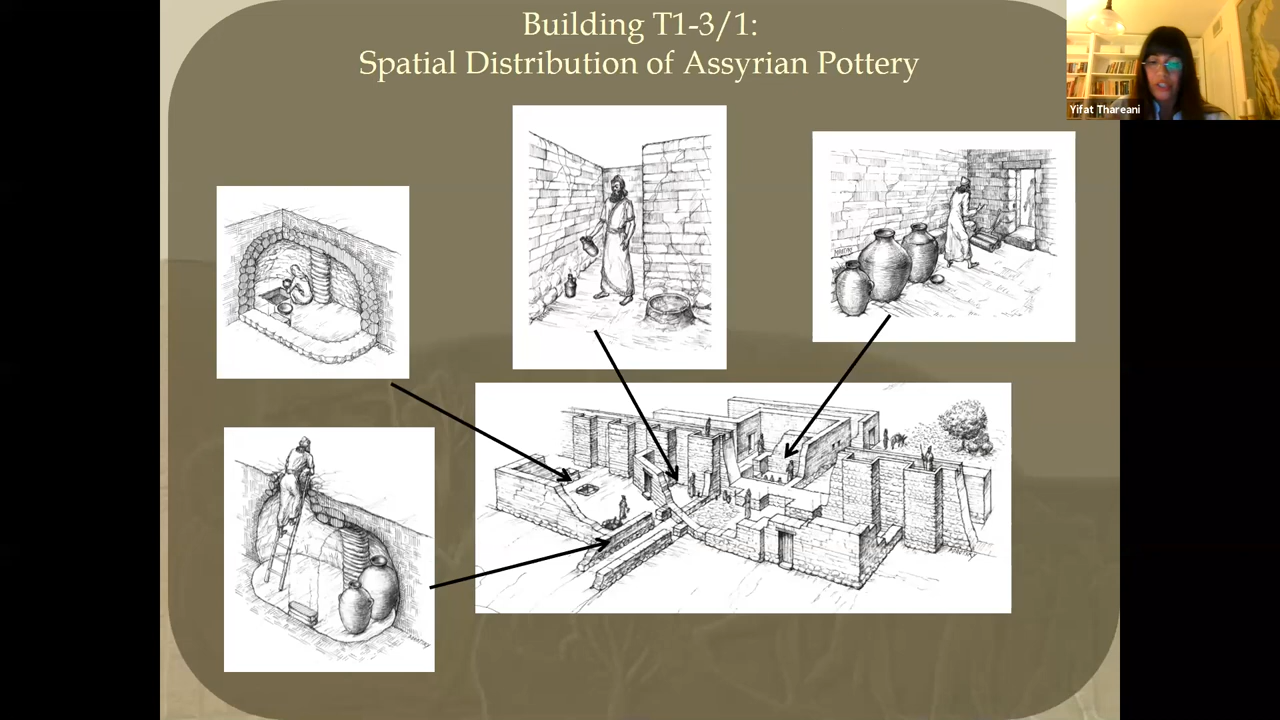 Building T1-3/1:
Spatial Distribution of Assyrian Pottery
Yifat Thareani